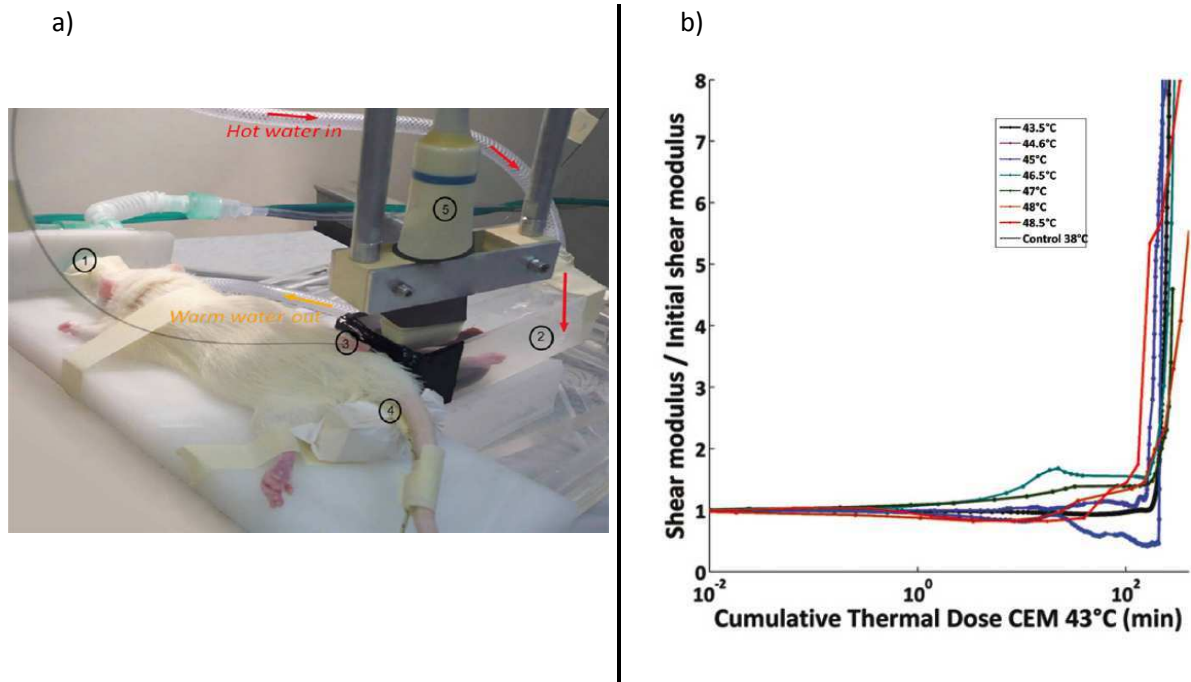 a)
Hot water in
5
1
Warm water out
3
2
4
b)
8
7
6
5
4
3
2
1
0
43.5°C
44.6°C
45°C
46.5°C
47°C
48°C
48.5°C
Control 38°C
Shear modulus / Initial shear modulus
10⁻²
10⁰
10²
Cumulative Thermal Dose CEM 43°C (min)